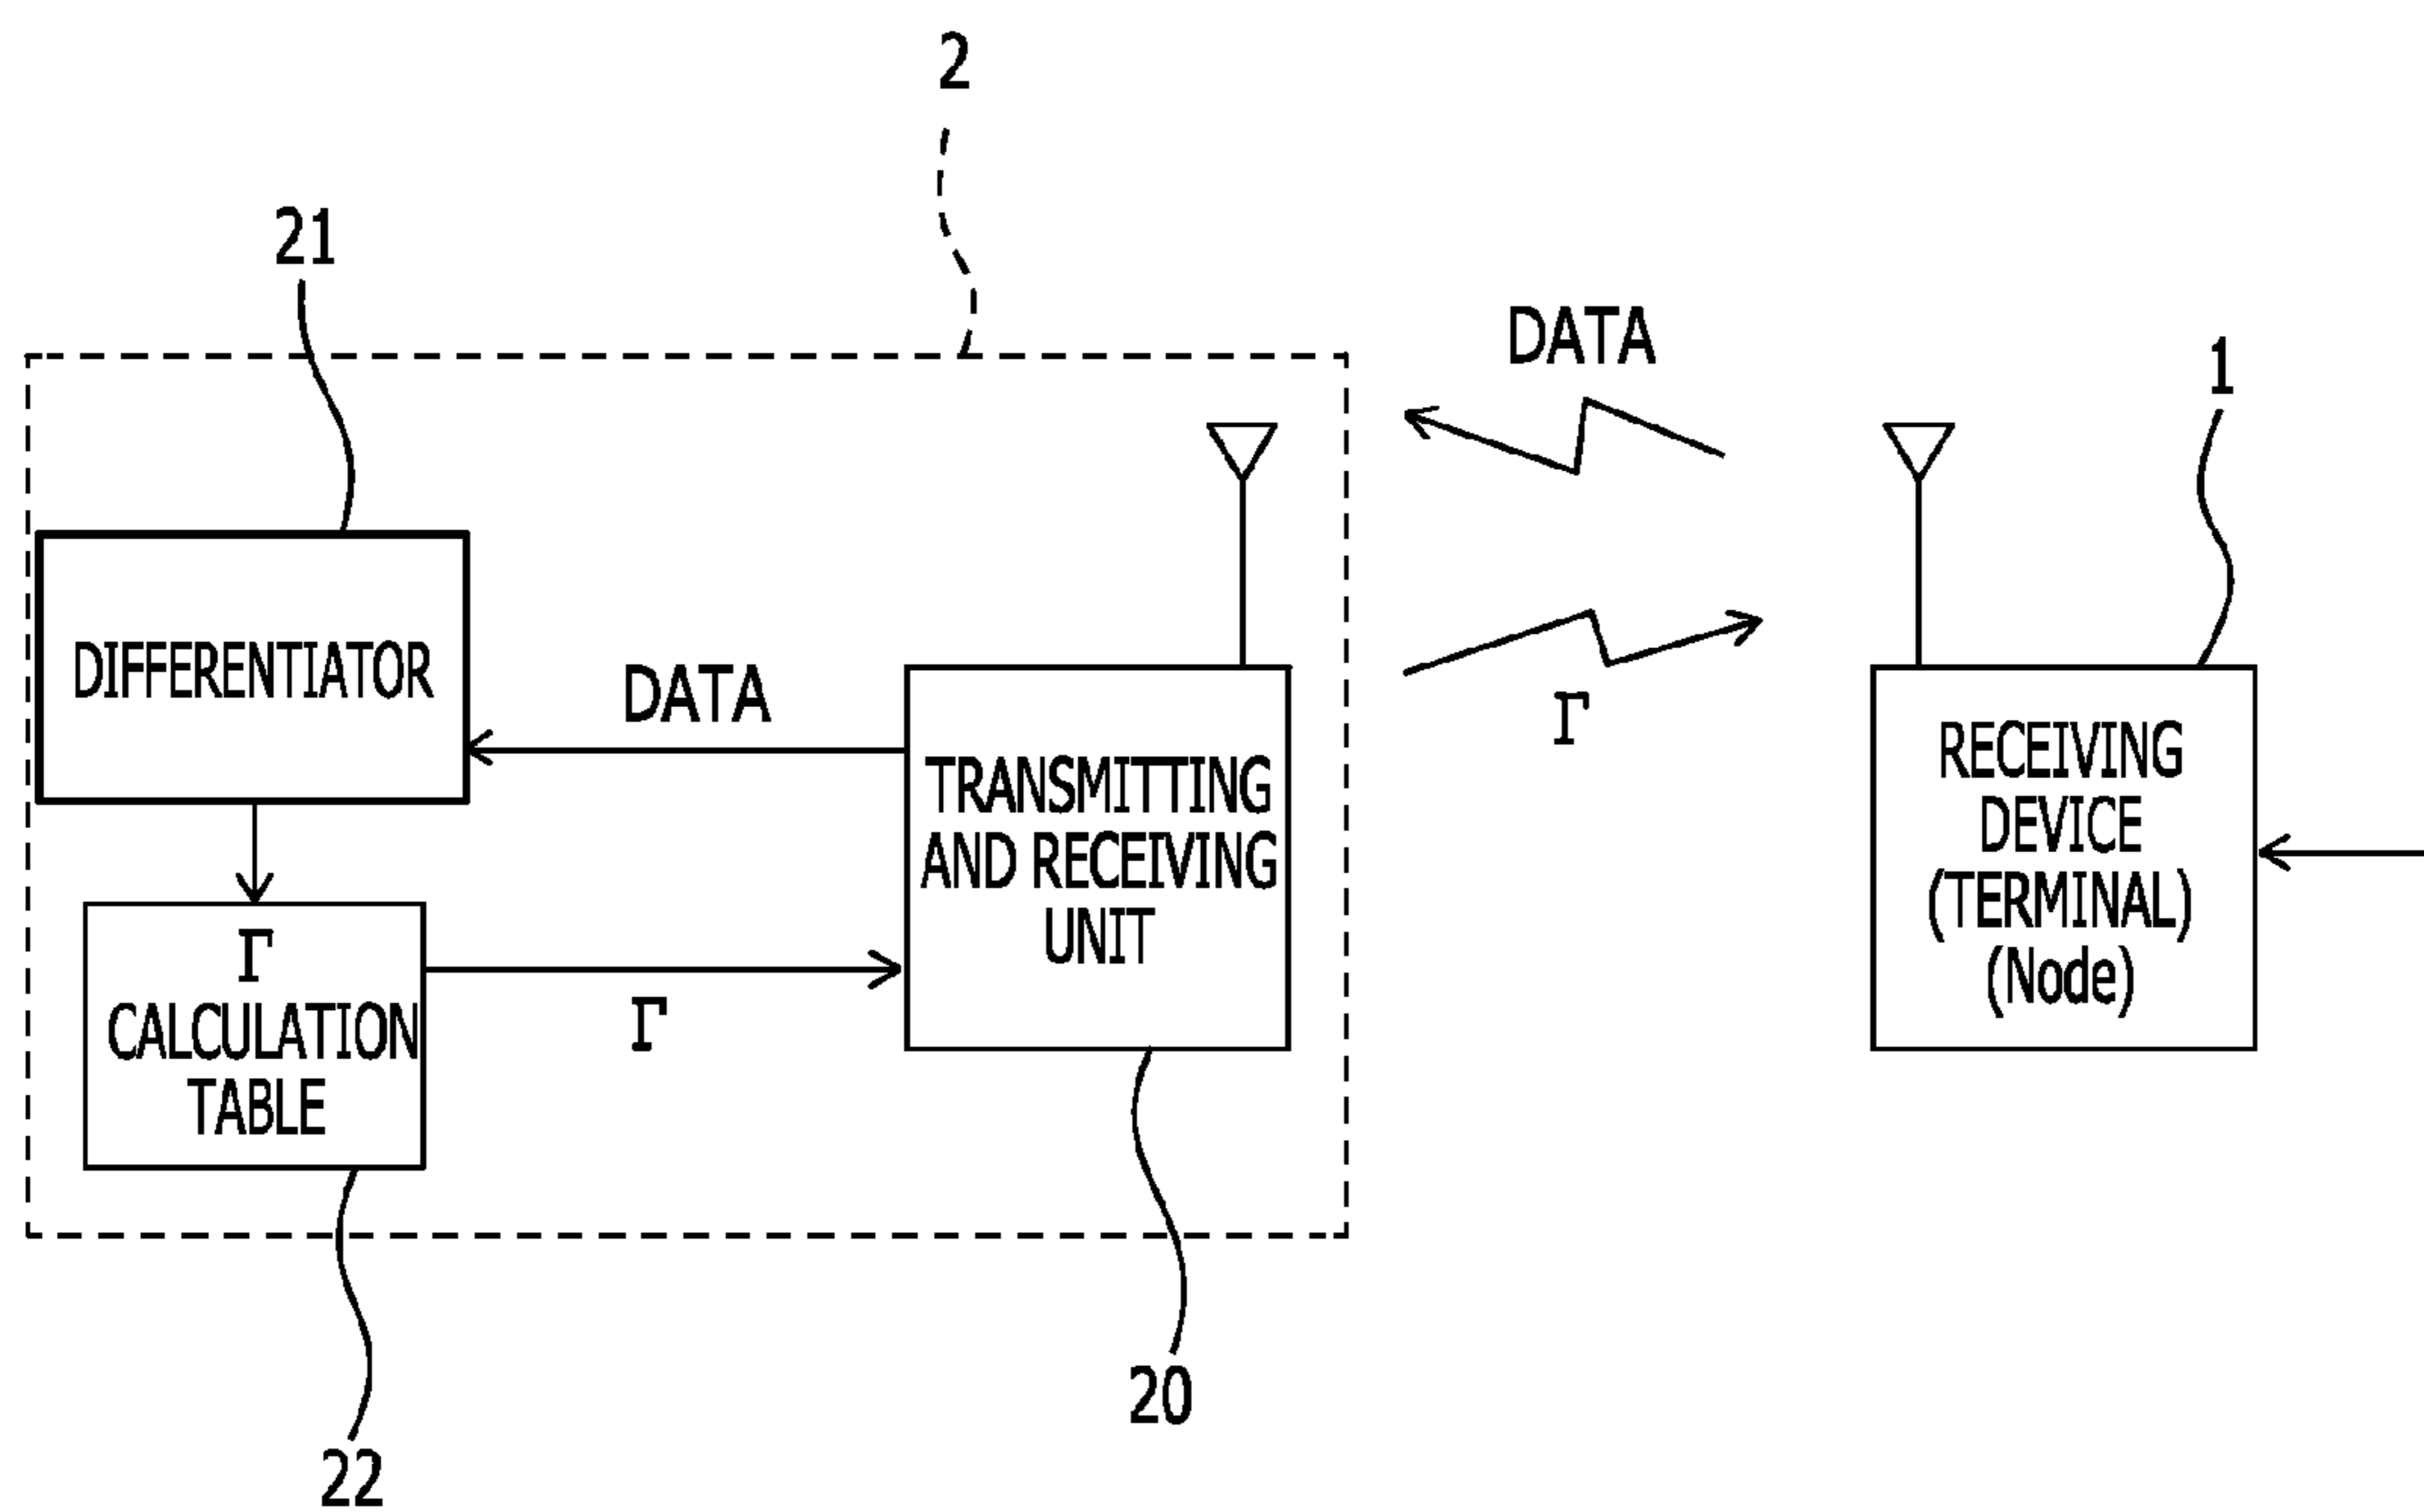 2
21
DATA
1
DIFFERENTIATOR
DATA
Γ
TRANSMITTING
AND RECEIVING
UNIT
RECEIVING
DEVICE
(TERMINAL)
(Node)
Γ
CALCULATION
TABLE
Γ
20
22